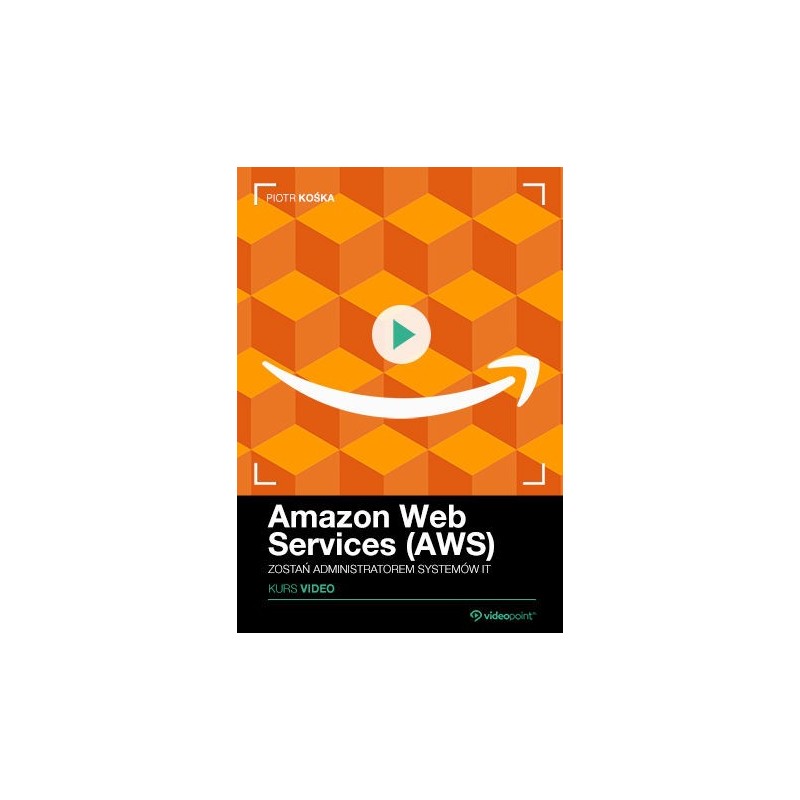 PIOTR KOŚKA
Amazon Web
Services (AWS)
ZOSTAŃ ADMINISTRATOREM SYSTEMÓW IT
KURS VIDEO
videopoint